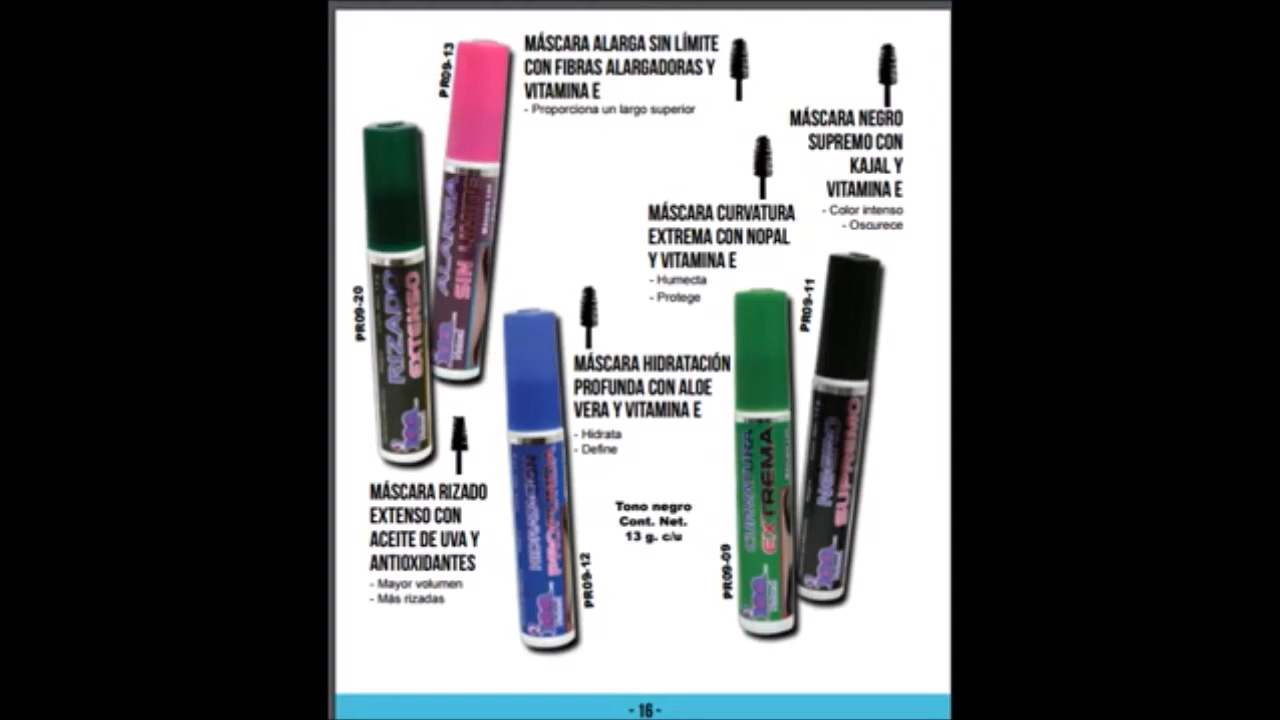 PR09-13
MÁSCARA ALARGA SIN LÍMITE
CON FIBRAS ALARGADORAS Y
VITAMINA E
- Proporciona un largo superior
MÁSCARA NEGRO
SUPREMO CON
KAJAL Y
VITAMINA E
- Color intenso
- Oscurece
MÁSCARA CURVATURA
EXTREMA CON NOPAL
Y VITAMINA E
- Humecta
- Protege
PR09-20
PR09-11
MÁSCARA HIDRATACIÓN
PROFUNDA CON ALOE
VERA Y VITAMINA E
- Hidrata
- Define
MÁSCARA RIZADO
EXTENSO CON
ACEITE DE UVA Y
ANTIOXIDANTES
- Mayor volumen
- Más rizadas
Tono negro
Cont. Net.
13 g. c/u
PR09-12
PR09-09
ALARGA
SIN LIMITE
RIZADO
EXTENSO
HIDRATACION
PROFUNDA
CURVATURA
EXTREMA
NEGRO
SUPREMO
- 16 -